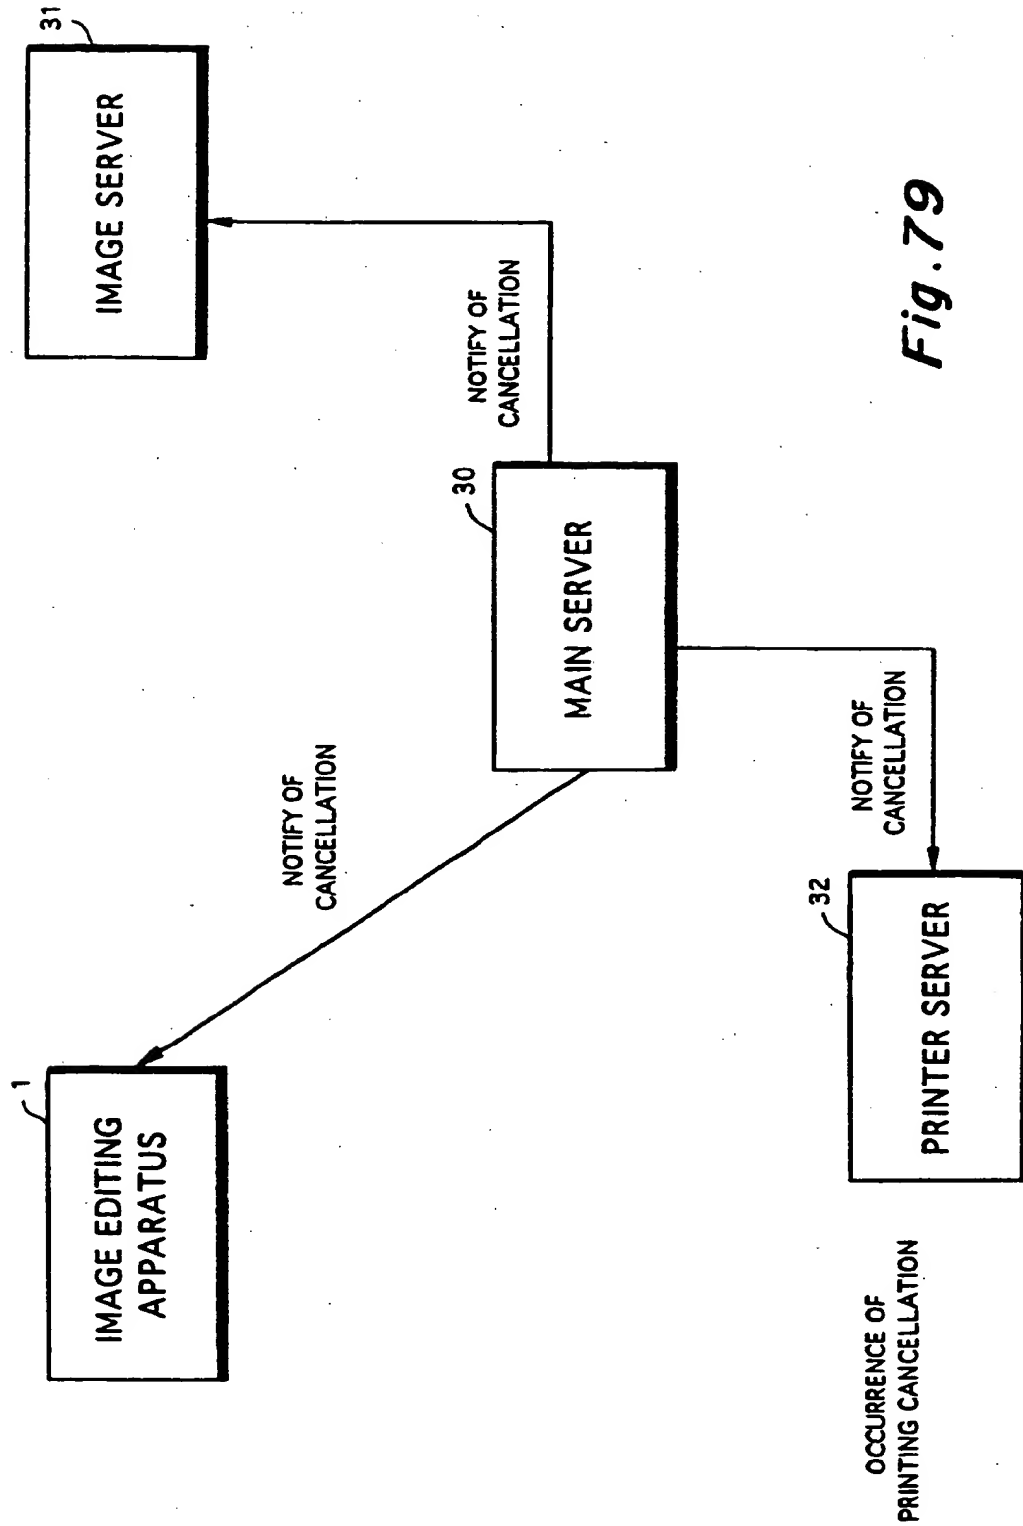 1
IMAGE EDITING
APPARATUS
NOTIFY OF
CANCELLATION
31
IMAGE SERVER
NOTIFY OF
CANCELLATION
30
MAIN SERVER
NOTIFY OF
CANCELLATION
32
PRINTER SERVER
OCCURRENCE OF
PRINTING CANCELLATION
Fig. 79